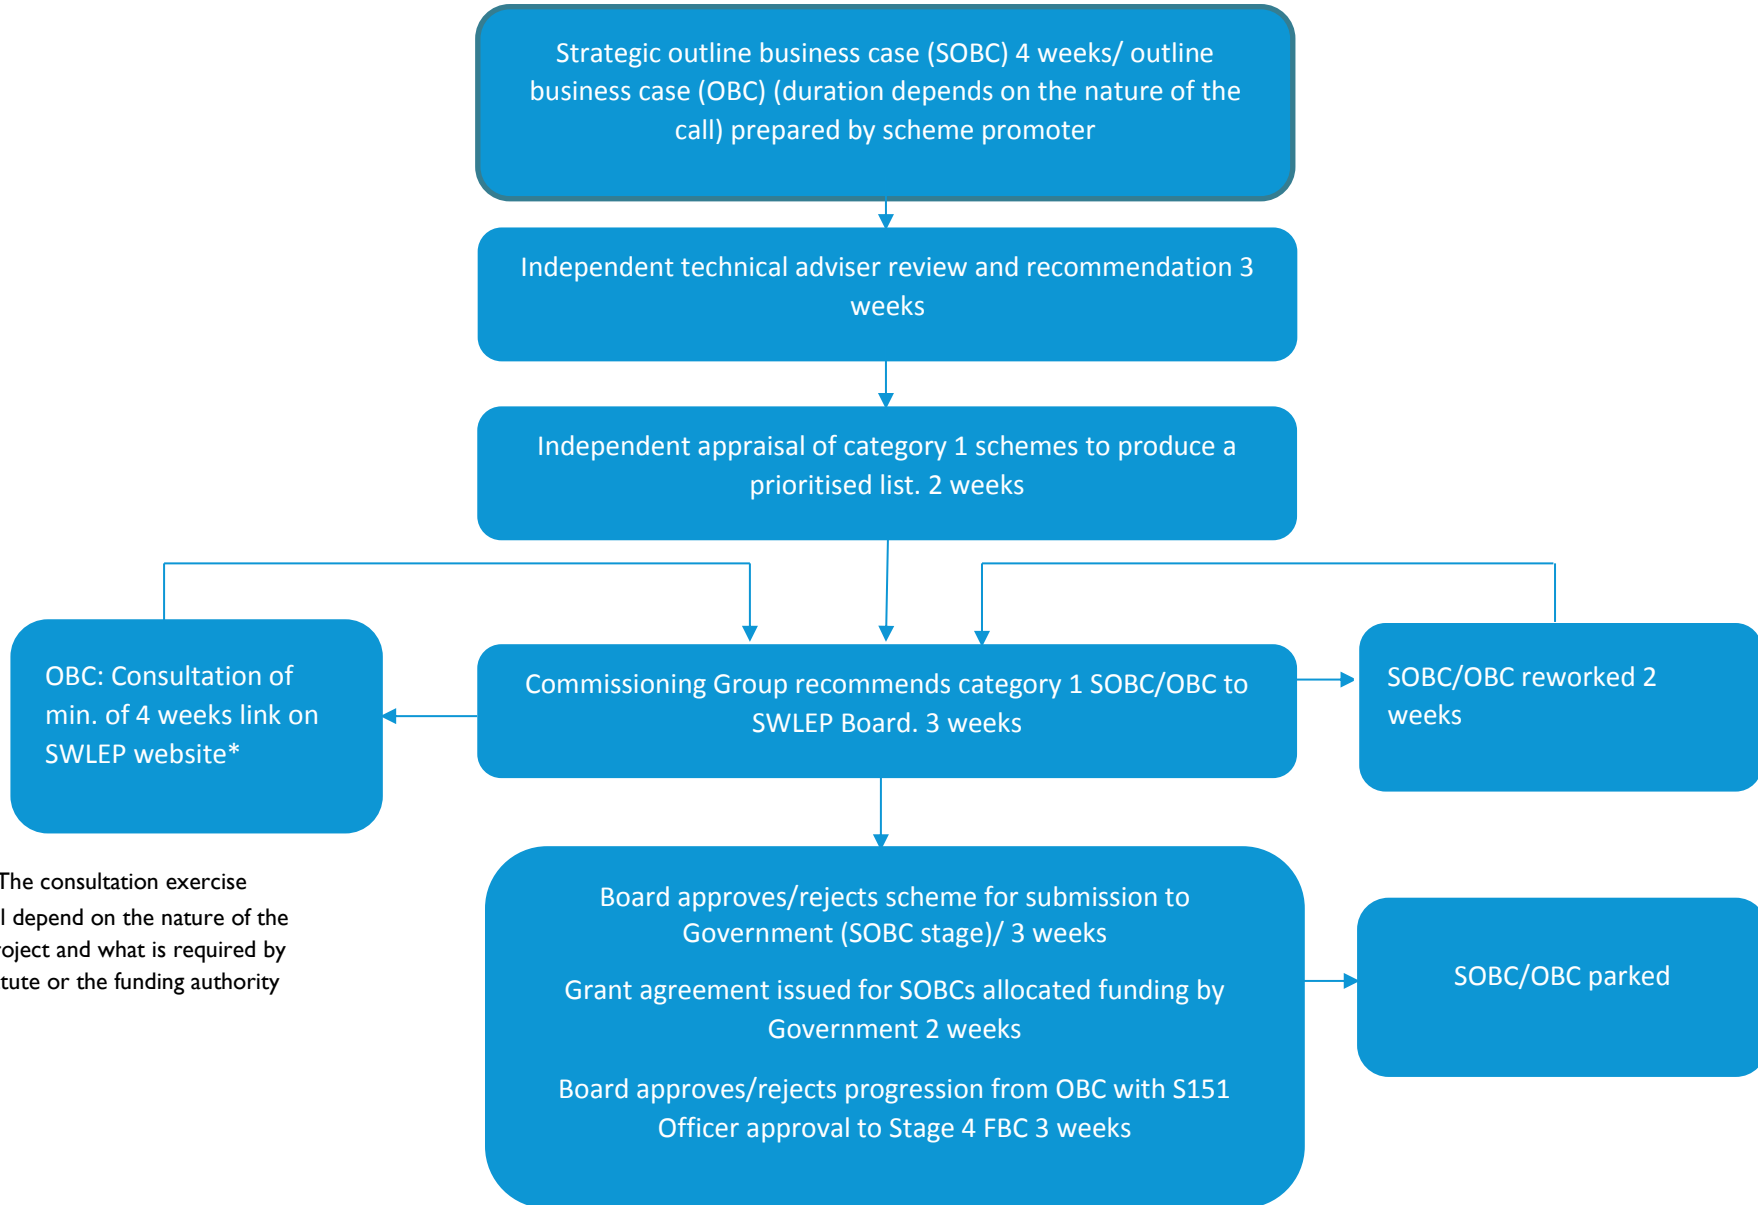 Strategic outline business case (SOBC) 4 weeks/ outline
business case (OBC) (duration depends on the nature of the
call) prepared by scheme promoter
Independent technical adviser review and recommendation 3
weeks
Independent appraisal of category 1 schemes to produce a
prioritised list. 2 weeks
OBC: Consultation of
min. of 4 weeks link on
SWLEP website*
Commissioning Group recommends category 1 SOBC/OBC to
SWLEP Board. 3 weeks
SOBC/OBC reworked 2
weeks
The consultation exercise
depend on the nature of the
and what is required by
or the funding authority
Board approves/rejects scheme for submission to
Government (SOBC stage)/ 3 weeks
Grant agreement issued for SOBCs allocated funding by
Government 2 weeks
Board approves/rejects progression from OBC with S151
Officer approval to Stage 4 FBC 3 weeks
SOBC/OBC parked